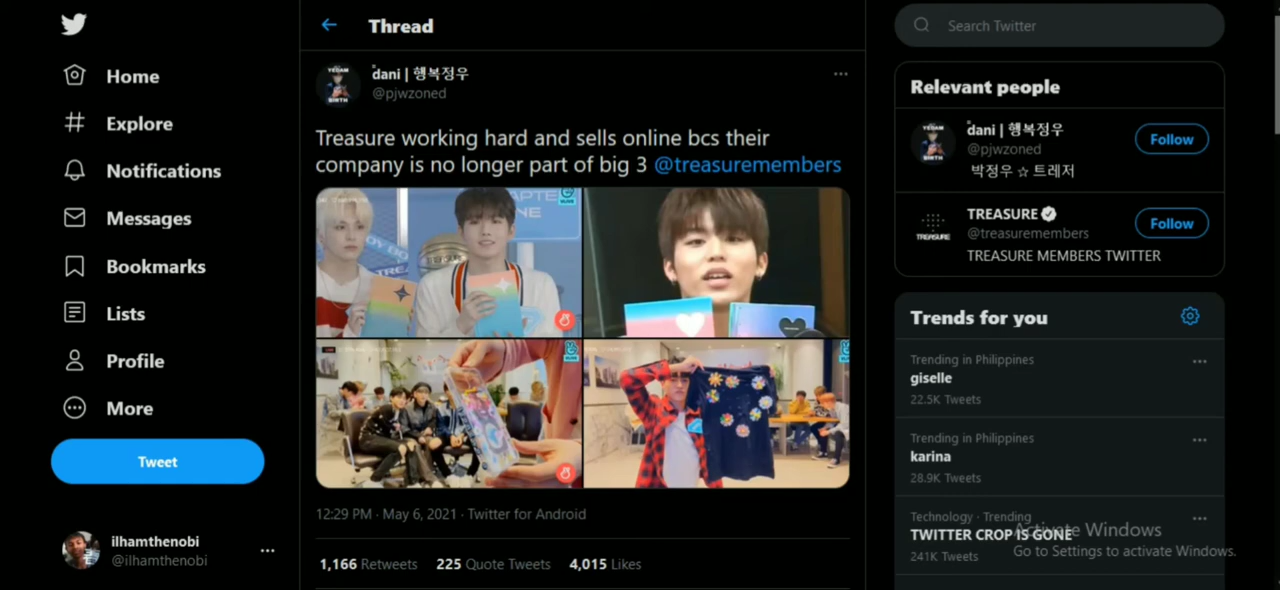 Home
Explore
Notifications
Messages
Bookmarks
Lists
Profile
More
Tweet
ilhamthenobi
@ilhamthenobi
Thread
dani | 행복정우
@pjwzoned
Treasure working hard and sells online bcs their
company is no longer part of big 3 @treasuremembers
12:29 PM · May 6, 2021 · Twitter for Android
1,166 Retweets 225 Quote Tweets 4,015 Likes
Search Twitter
Relevant people
dani | 행복정우
@pjwzoned
Follow
박정우 ☆ 트레저
TREASURE
TREASURE
@treasuremembers
Follow
TREASURE MEMBERS TWITTER
Trends for you
Trending in Philippines
giselle
22.5K Tweets
Trending in Philippines
karina
28.9K Tweets
Technology · Trending
TWITTER CROP IS GONE
241K Tweets
Activate Windows
Go to Settings to activate Windows.